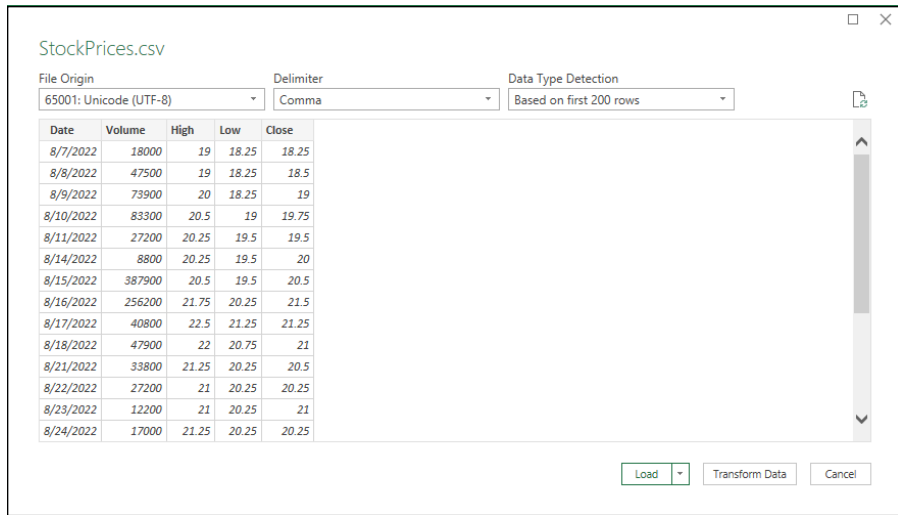 StockPrices.csv
File Origin Delimiter Data Type Detection
65001: Unicode (UTF-8) Comma Based on first 200 rows
Date Volume High Low Close
8/7/2022 18000 19 18.25 18.25
8/8/2022 47500 19 18.25 18.5
8/9/2022 73900 20 18.25 19
8/10/2022 83300 20.5 19 19.75
8/11/2022 27200 20.25 19.5 19.5
8/14/2022 8800 20.25 19.5 20
8/15/2022 387900 20.5 19.5 20.5
8/16/2022 256200 21.75 20.25 21.5
8/17/2022 40800 22.5 21.25 21.25
8/18/2022 47900 22 20.75 21
8/21/2022 33800 21.25 20.25 20.5
8/22/2022 27200 21 20.25 20.25
8/23/2022 12200 21 20.25 21
8/24/2022 17000 21.25 20.25 20.25
Load Transform Data Cancel